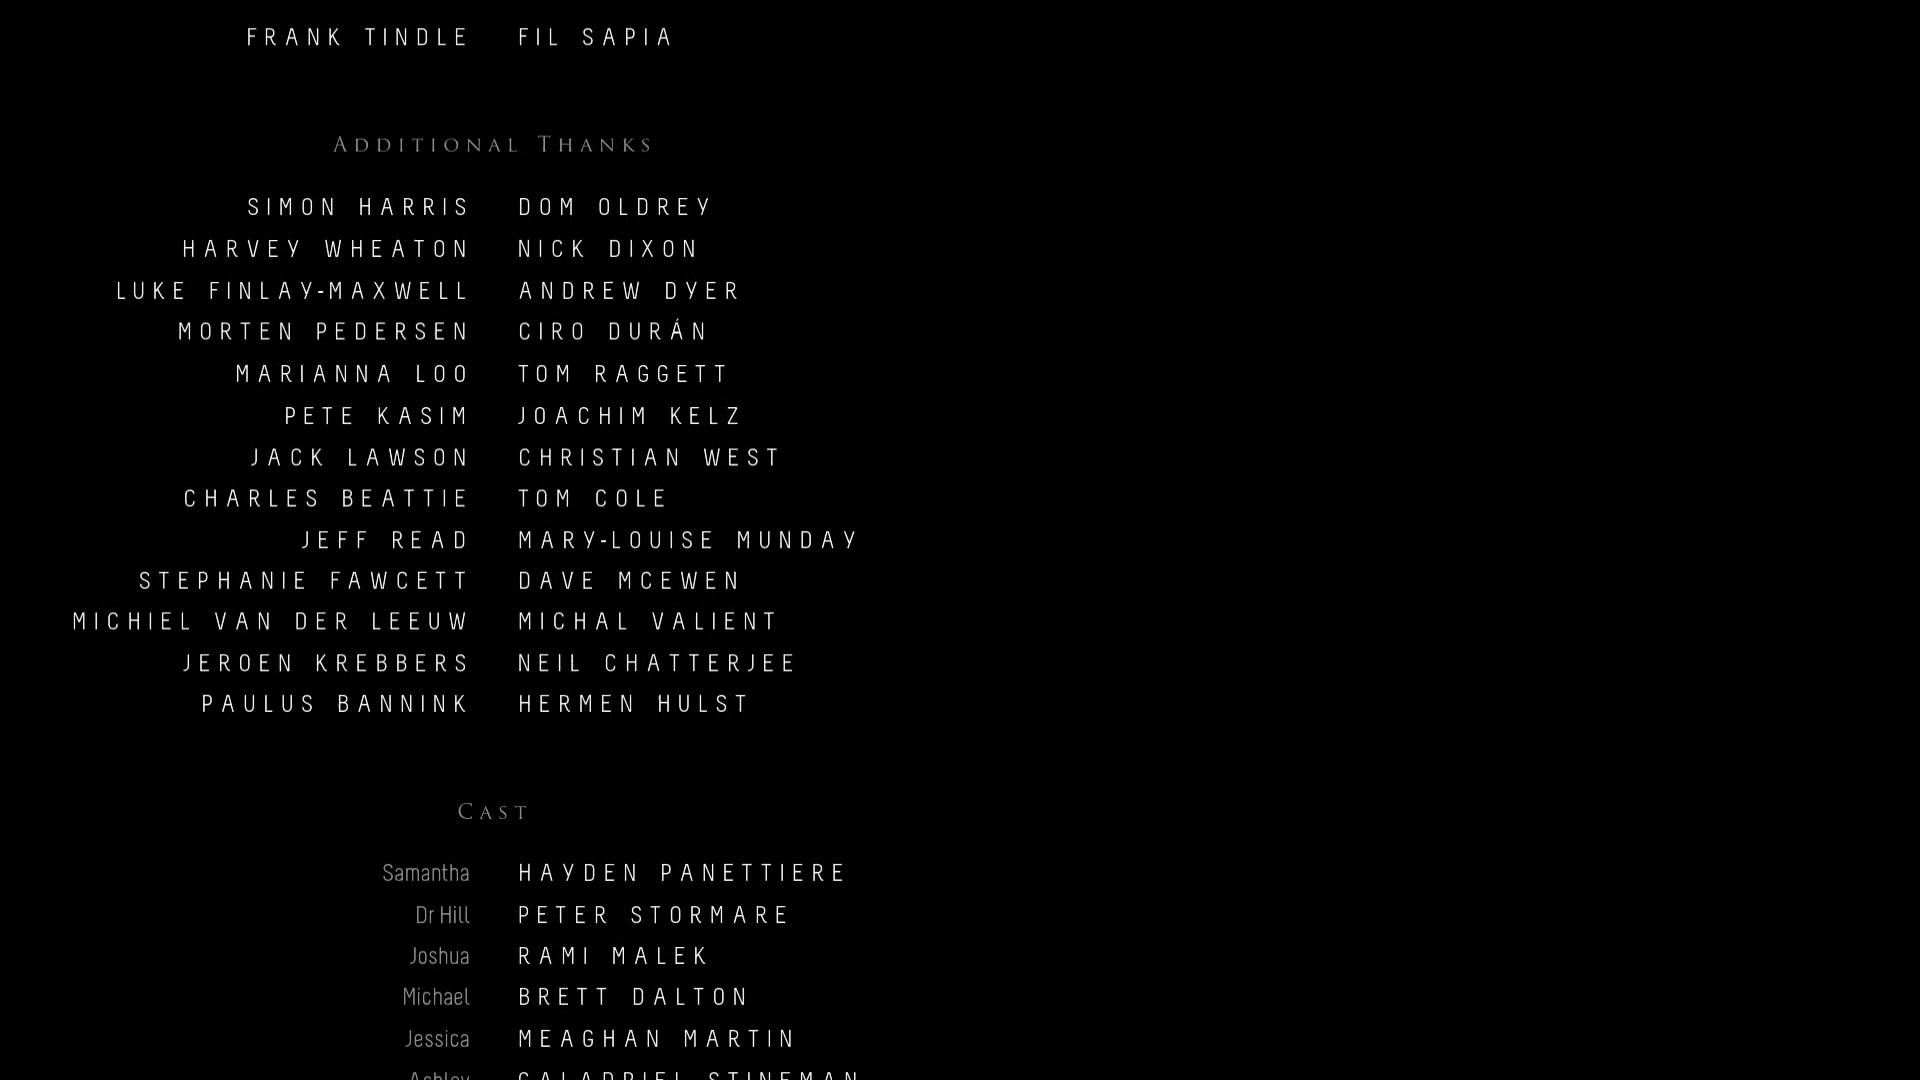 FRANK TINDLE FIL SAPIA
ADDITIONAL THANKS
SIMON HARRIS DOM OLDREY
HARVEY WHEATON NICK DIXON
LUKE FINLAY-MAXWELL ANDREW DYER
MORTEN PEDERSEN CIRO DURÁN
MARIANNA LOO TOM RAGGETT
PETE KASIM JOACHIM KELZ
JACK LAWSON CHRISTIAN WEST
CHARLES BEATTIE TOM COLE
JEFF READ MARY-LOUISE MUNDAY
STEPHANIE FAWCETT DAVE MCEWEN
MICHIEL VAN DER LEEUW MICHAL VALIENT
JEROEN KREBBERS NEIL CHATTERJEE
PAULUS BANNINK HERMEN HULST
CAST
Samantha HAYDEN PANETTIERE
Dr Hill PETER STORMARE
Joshua RAMI MALEK
Michael BRETT DALTON
Jessica MEAGHAN MARTIN
Ashley GALADRIEL STINEMAN